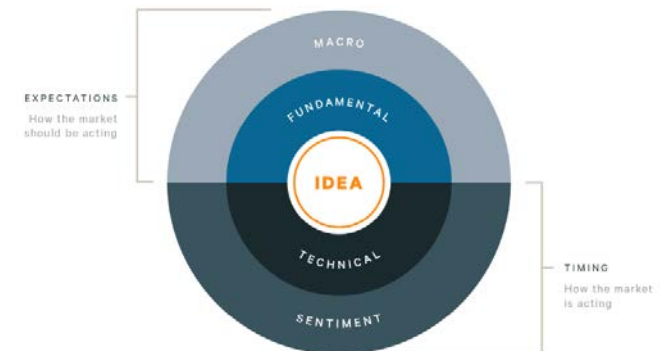 MACRO
EXPECTATIONS
How the market
should be acting
FUNDAMENTAL
IDEA
TECHNICAL
TIMING
How the market
is acting
SENTIMENT